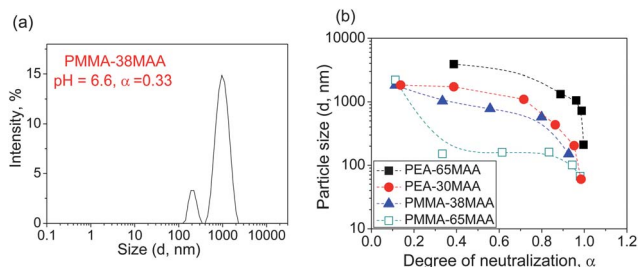 (a)
PMMA-38MAA
pH = 6.6, α =0.33
Intensity, %
15
10
5
0
0.1 1 10 100 1000 10000
Size (d, nm)
(b)
Particle size (d, nm)
10000
1000
100
10
PEA-65MAA
PEA-30MAA
PMMA-38MAA
PMMA-65MAA
0.0 0.2 0.4 0.6 0.8 1.0 1.2
Degree of neutralization, α